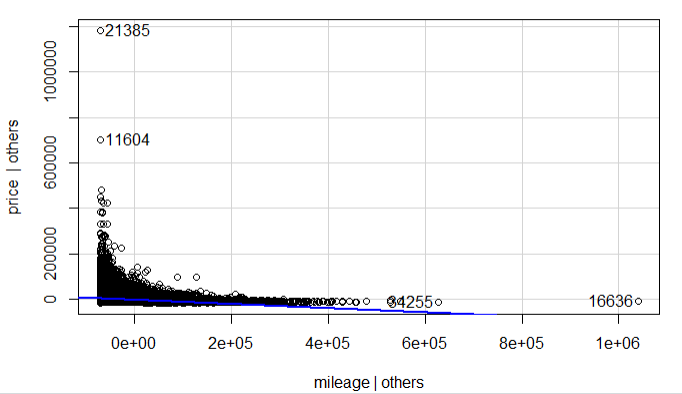 21385
11604
4255
16636
price | others
0
200000
600000
1000000
0e+00
2e+05
4e+05
6e+05
8e+05
1e+06
mileage | others